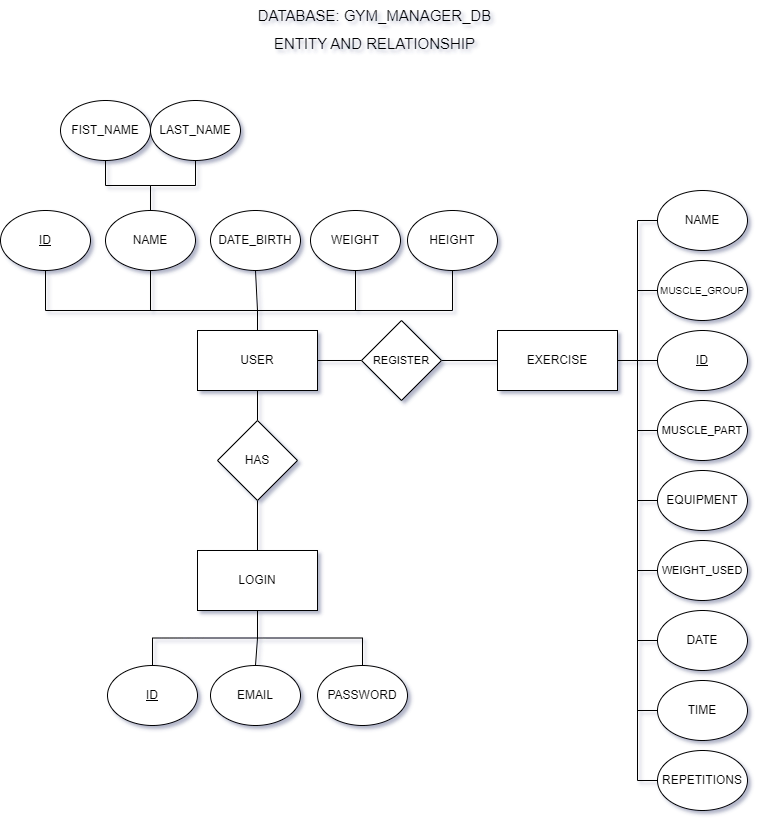 DATABASE: GYM_MANAGER_DB
ENTITY AND RELATIONSHIP
FIST_NAME
LAST_NAME
ID
NAME
DATE_BIRTH
WEIGHT
HEIGHT
USER
REGISTER
EXERCISE
HAS
LOGIN
ID
EMAIL
PASSWORD
NAME
MUSCLE_GROUP
ID
MUSCLE_PART
EQUIPMENT
WEIGHT_USED
DATE
TIME
REPETITIONS